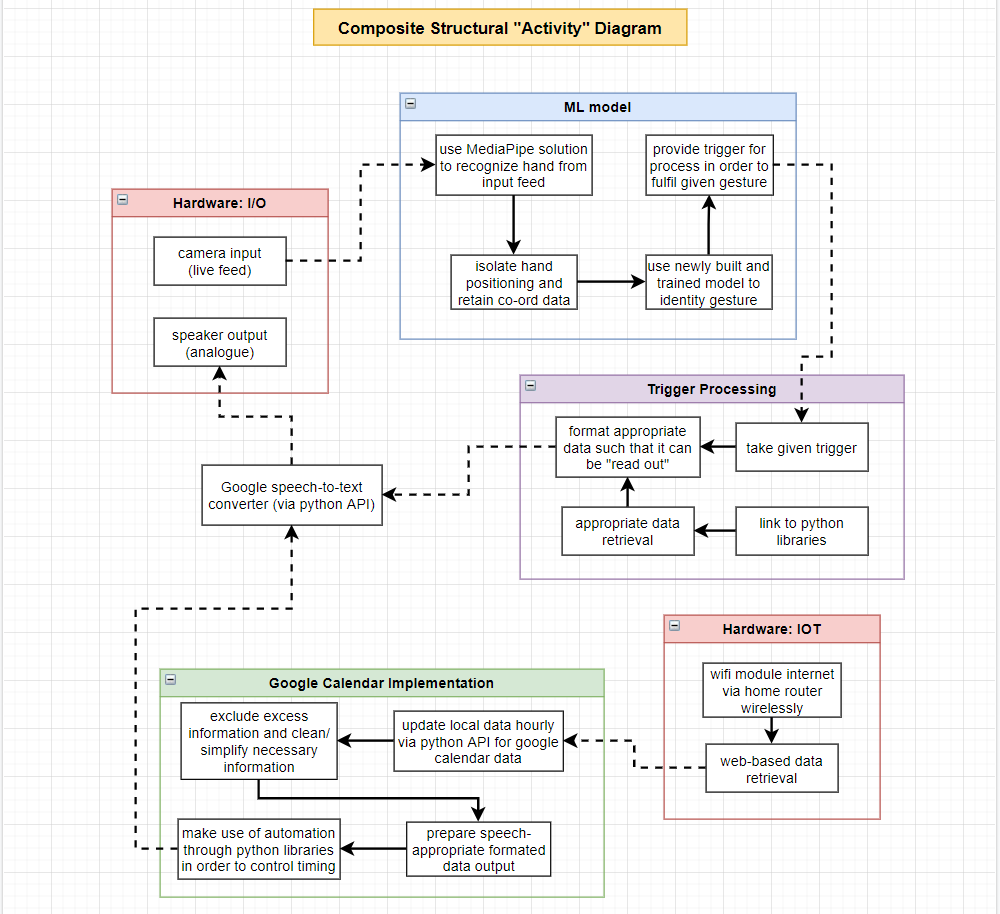 Composite Structural "Activity" Diagram
ML model
use MediaPipe solution
to recognize hand from
input feed
provide trigger for
process in order to
fulfil given gesture
isolate hand
positioning and
retain co-ord data
use newly built and
trained model to
identity gesture
Hardware: I/O
camera input
(live feed)
speaker output
(analogue)
Trigger Processing
format appropriate
data such that it can
be "read out"
take given trigger
appropriate data
retrieval
link to python
libraries
Google speech-to-text
converter (via python API)
Hardware: IOT
wifi module internet
via home router
wirelessly
web-based data
retrieval
Google Calendar Implementation
exclude excess
information and clean/
simplify necessary
information
update local data hourly
via python API for google
calendar data
make use of automation
through python libraries
in order to control timing
prepare speech-
appropriate formated
data output